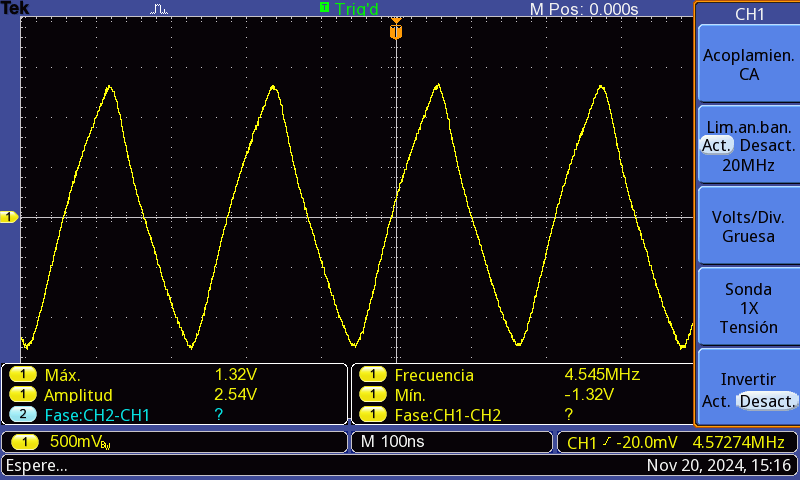 Tek
T Trig'd
M Pos: 0.000s
T
1
CH1
Acoplamien.
CA
Lim.an.ban.
Act. Desact.
20MHz
Volts/Div.
Gruesa
Sonda
1X
Tensión
Invertir
Act. Desact.
1 Máx. 1.32V
1 Amplitud 2.54V
2 Fase:CH2-CH1 ?
1 Frecuencia 4.545MHz
1 Mín. -1.32V
1 Fase:CH1-CH2 ?
1 500mVBW
M 100ns
CH1 -20.0mV 4.57274MHz
Espere...
Nov 20, 2024, 15:16